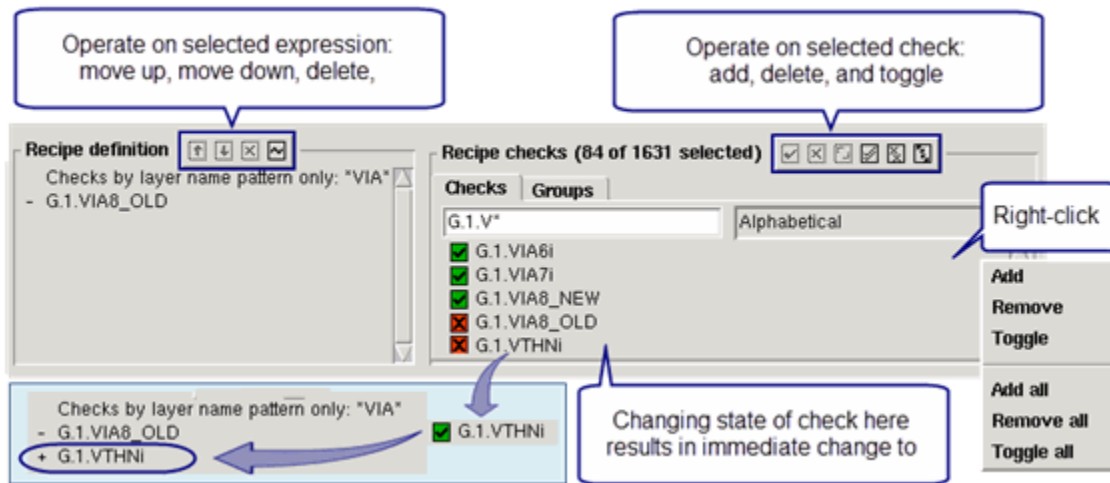 Operate on selected expression:
move up, move down, delete,
Operate on selected check:
add, delete, and toggle
Recipe definition
Checks by layer name pattern only: "VIA"
- G.1.VIA8_OLD
Recipe checks (84 of 1631 selected)
Checks
Groups
G.1.V*
Alphabetical
G.1.VIA6i
G.1.VIA7i
G.1.VIA8_NEW
G.1.VIA8_OLD
G.1.VTHNi
Right-click
Add
Remove
Toggle
Add all
Remove all
Toggle all
Checks by layer name pattern only: "VIA"
- G.1.VIA8_OLD
+ G.1.VTHNi
G.1.VTHNi
Changing state of check here
results in immediate change to